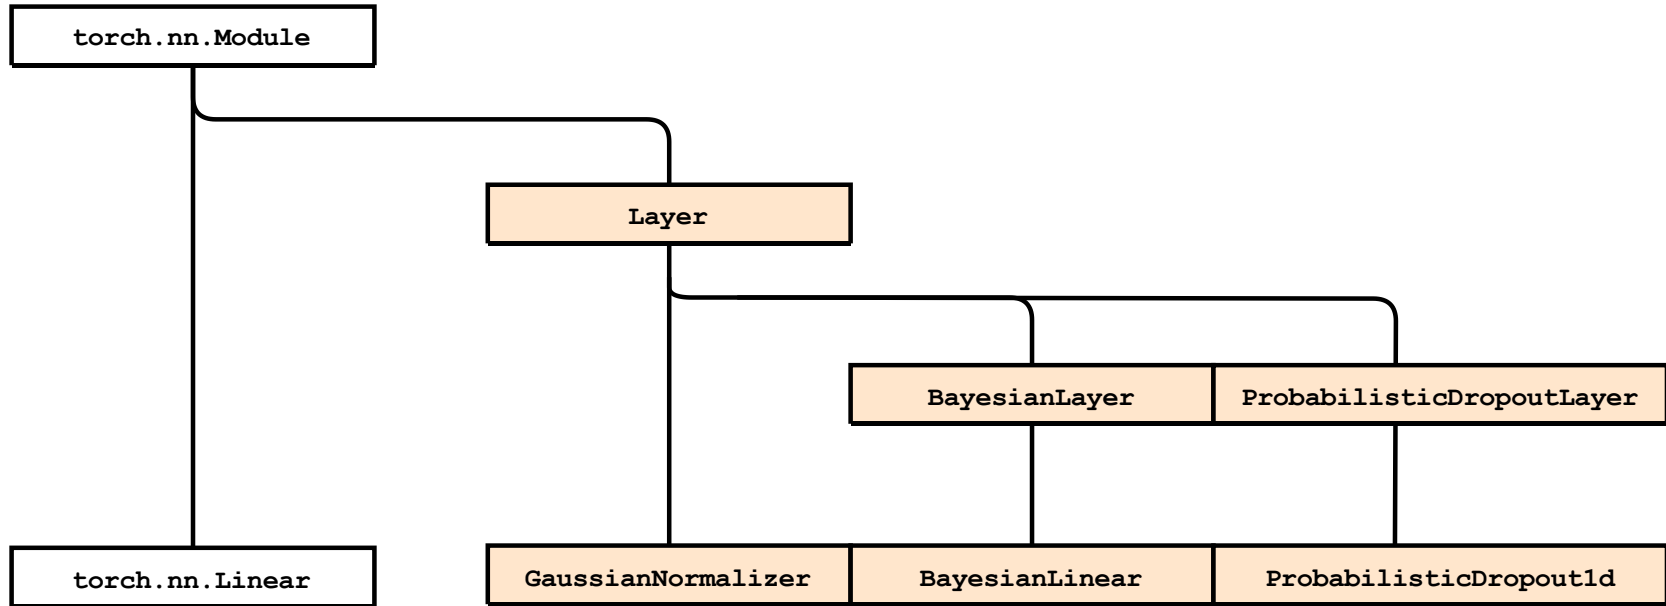 torch.nn.Module
Layer
BayesianLayer
ProbabilisticDropoutLayer
torch.nn.Linear
GaussianNormalizer
BayesianLinear
ProbabilisticDropout1d